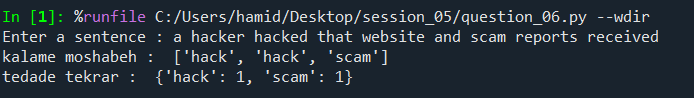 In [1]: %runfile C:/Users/hamid/Desktop/session_05/question_06.py --wdir
Enter a sentence : a hacker hacked that website and scam reports received
kalame moshabeh :  ['hack', 'hack', 'scam']
tedade tekrar :  {'hack': 1, 'scam': 1}